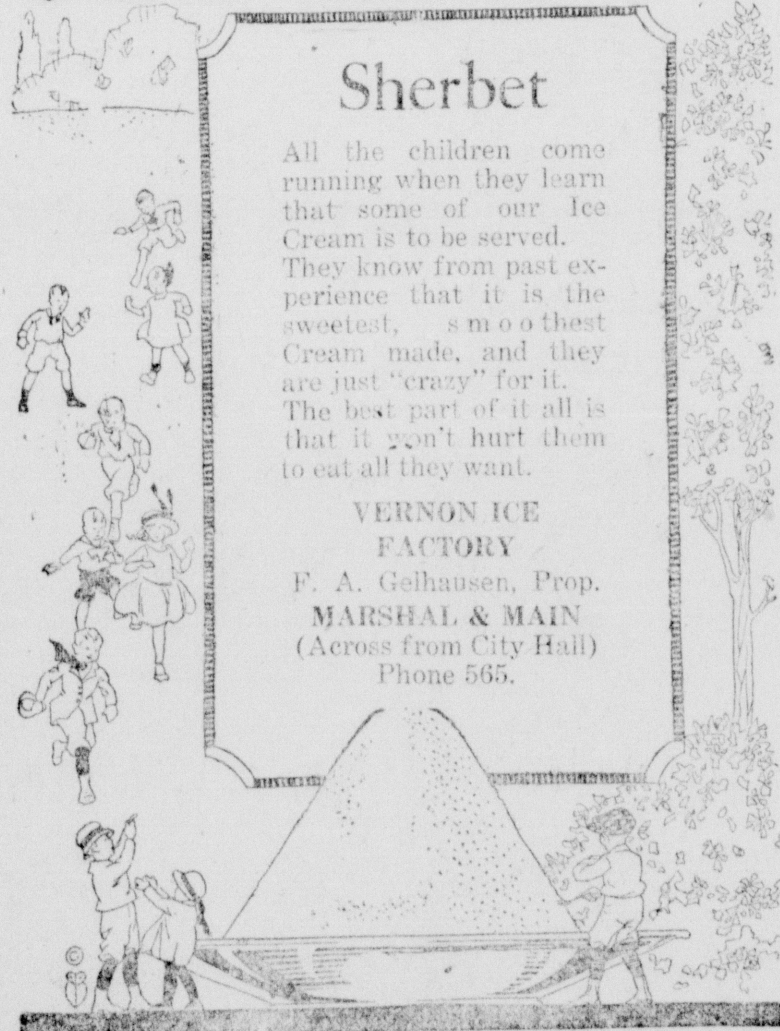 Sherbet
All the children come
running when they learn
that some of our Ice
Cream is to be served.
They know from past ex-
perience that it is the
sweetest, smoothest
Cream made, and they
are just “crazy” for it.
The best part of it all is
that it won't hurt them
to eat all they want.
VERNON ICE
FACTORY
F. A. Gelhausen, Prop.
MARSHAL & MAIN
(Across from City Hall)
Phone 565.
©